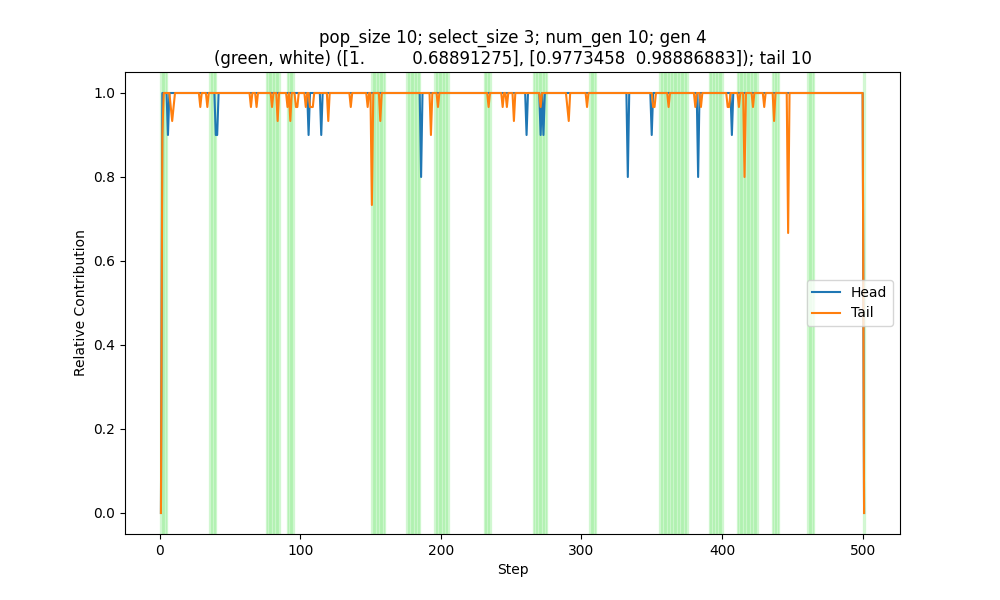 pop_size 10; select_size 3; num_gen 10; gen 4
(green, white) ([1.          0.68891275], [0.9773458  0.98886883]); tail 10
Relative Contribution
1.0
0.8
0.6
0.4
0.2
0.0
Head
Tail
0 100 200 300 400 500
Step